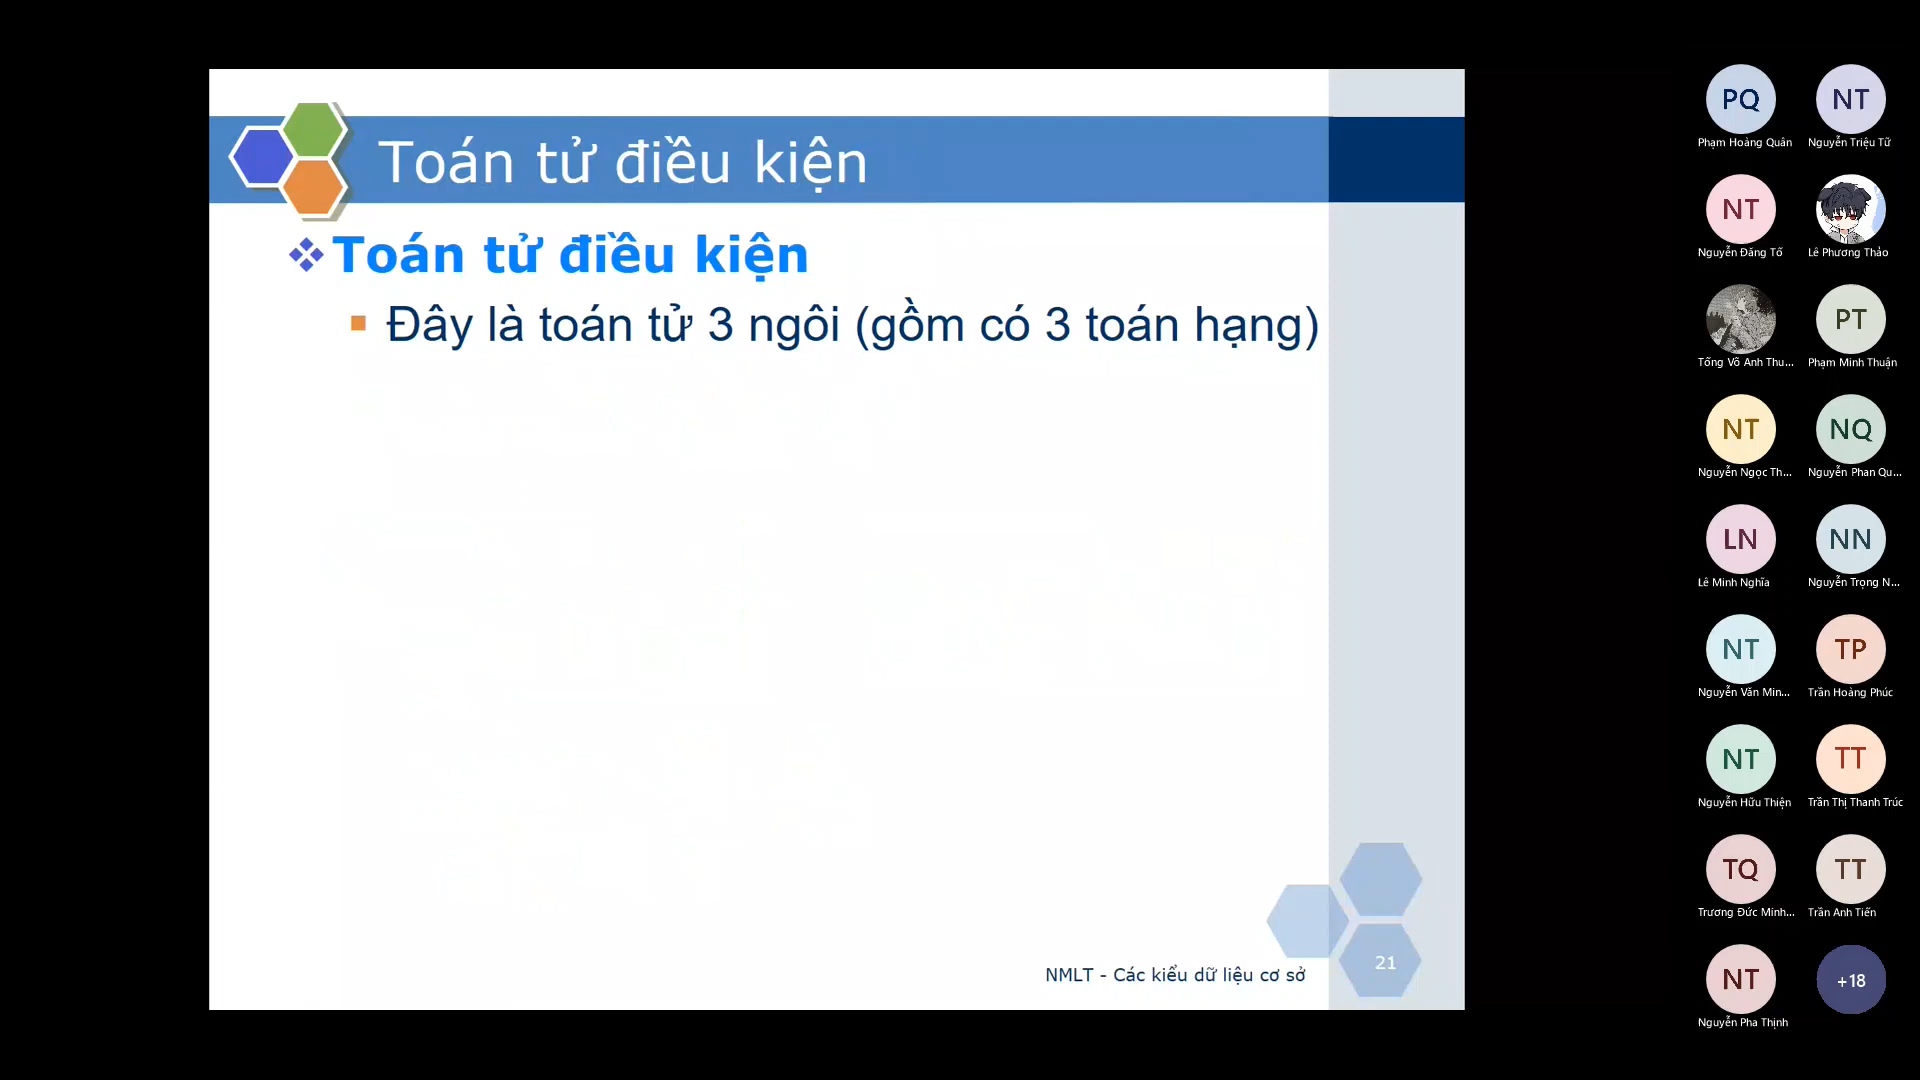 Toán tử điều kiện
Toán tử điều kiện
Đây là toán tử 3 ngôi (gồm có 3 toán hạng)
NMLT - Các kiểu dữ liệu cơ sở
21
PQ
Phạm Hoàng Quân
NT
Nguyễn Triệu Tữ
NT
Nguyễn Đăng Tố
Lê Phương Thảo
Tống Võ Anh Thu...
PT
Phạm Minh Thuận
NT
Nguyễn Ngọc Th...
NQ
Nguyễn Phan Qu...
LN
Lê Minh Nghĩa
NN
Nguyễn Trọng N...
NT
Nguyễn Văn Min...
TP
Trần Hoàng Phúc
NT
Nguyễn Hữu Thiện
TT
Trần Thị Thanh Trúc
TQ
Trương Đức Minh...
TT
Trần Anh Tiến
NT
Nguyễn Pha Thịnh
+18